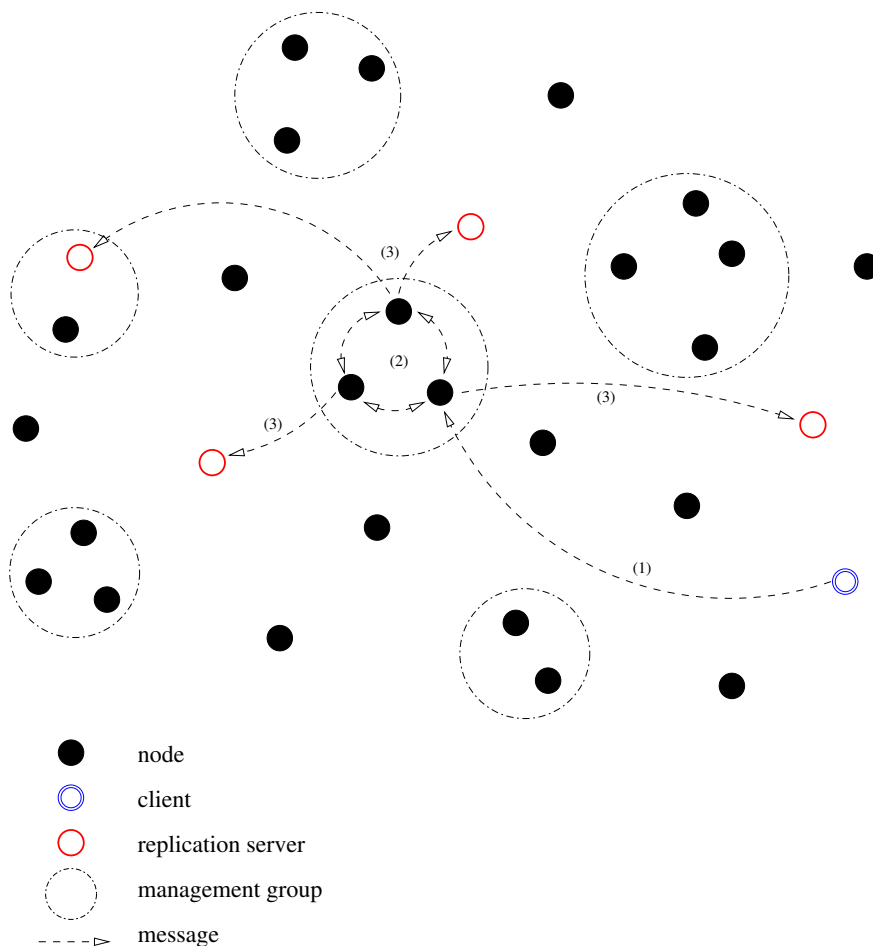 (3)
(2)
(3)
(3)
(1)
node
client
replication server
management group
message